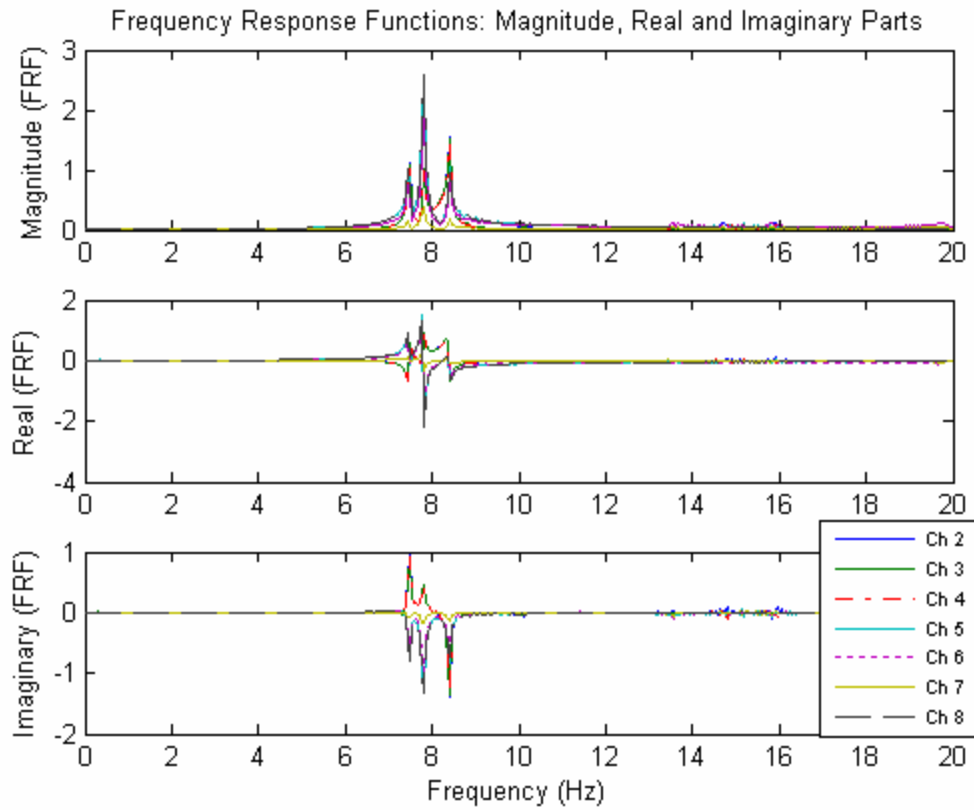 Frequency Response Functions: Magnitude, Real and Imaginary Parts
Magnitude (FRF)
3
2
1
0
0 2 4 6 8 10 12 14 16 18 20
Real (FRF)
2
0
-2
-4
0 2 4 6 8 10 12 14 16 18 20
Imaginary (FRF)
1
0
-1
-2
0 2 4 6 8 10 12 14 16 18 20
Frequency (Hz)
Ch 2
Ch 3
Ch 4
Ch 5
Ch 6
Ch 7
Ch 8